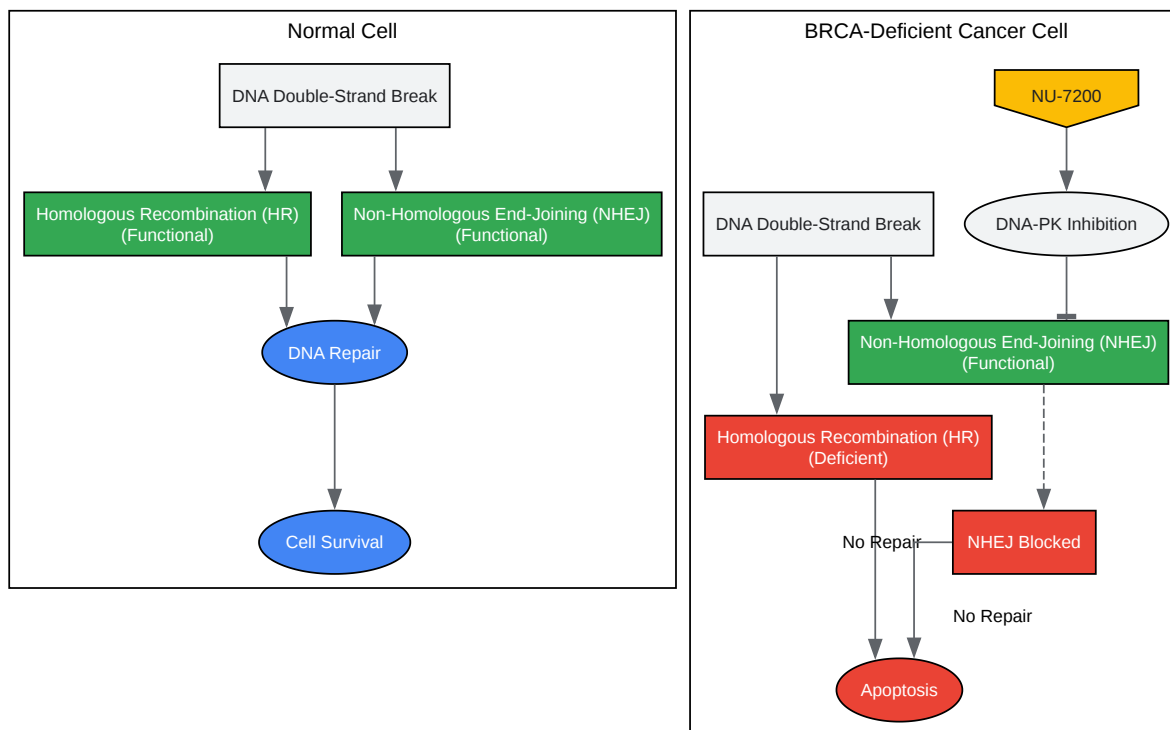 Normal Cell
DNA Double-Strand Break
Homologous Recombination (HR)
(Functional)
Non-Homologous End-Joining (NHEJ)
(Functional)
DNA Repair
Cell Survival
BRCA-Deficient Cancer Cell
NU-7200
DNA Double-Strand Break
DNA-PK Inhibition
Non-Homologous End-Joining (NHEJ)
(Functional)
Homologous Recombination (HR)
(Deficient)
No Repair
NHEJ Blocked
No Repair
Apoptosis